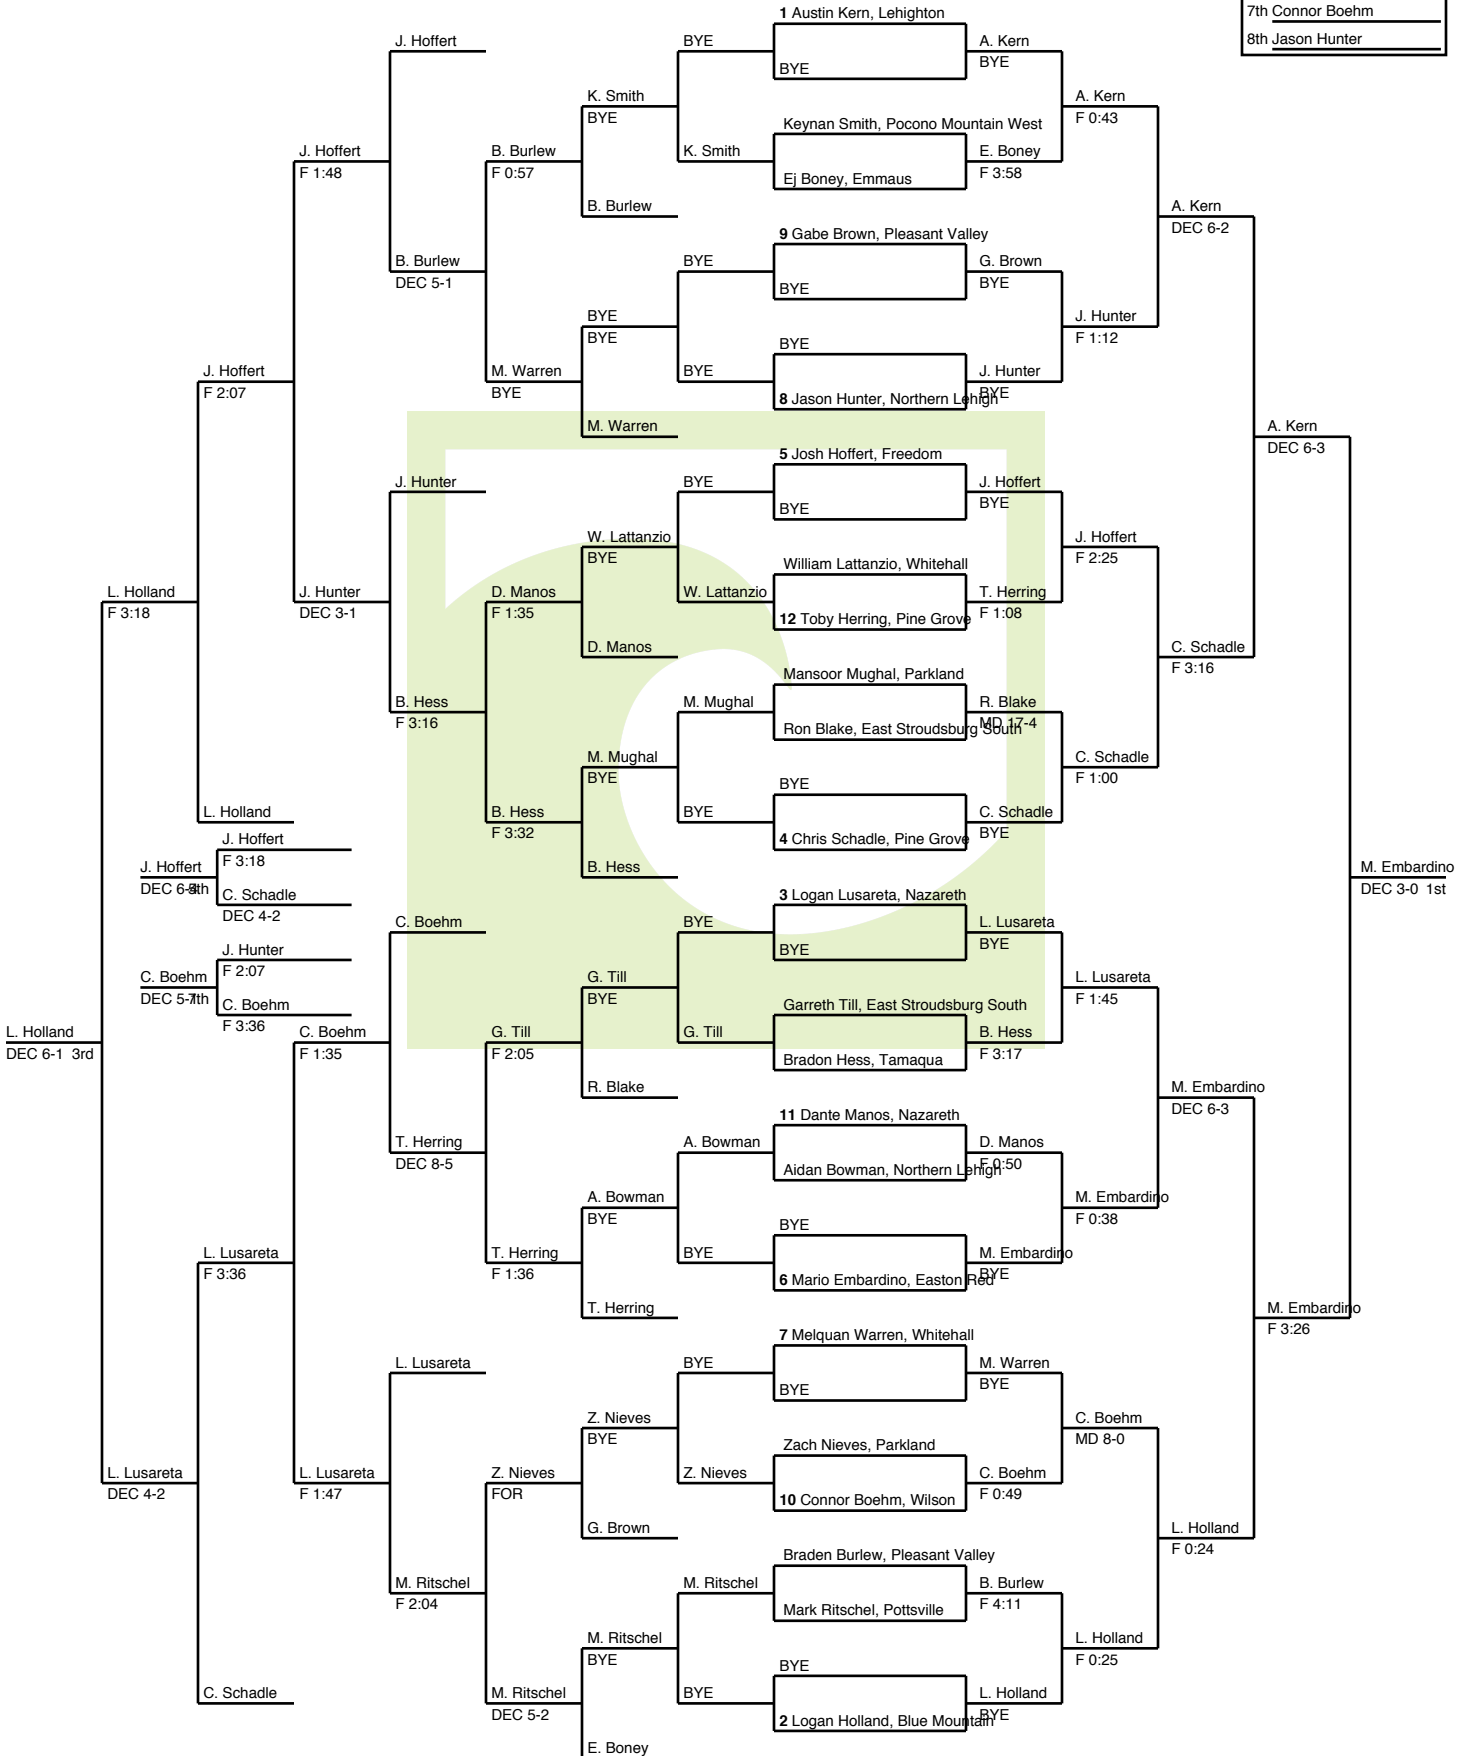 7th Connor Boehm
8th Jason Hunter
1 Austin Kern, Lehighton
BYE
Keynan Smith, Pocono Mountain West
Ej Boney, Emmaus
9 Gabe Brown, Pleasant Valley
BYE
BYE
8 Jason Hunter, Northern Lehigh
5 Josh Hoffert, Freedom
BYE
William Lattanzio, Whitehall
12 Toby Herring, Pine Grove
Mansoor Mughal, Parkland
Ron Blake, East Stroudsburg South
BYE
4 Chris Schadle, Pine Grove
3 Logan Lusareta, Nazareth
BYE
Garreth Till, East Stroudsburg South
Bradon Hess, Tamaqua
11 Dante Manos, Nazareth
Aidan Bowman, Northern Lehigh
BYE
6 Mario Embardino, Easton Red
7 Melquan Warren, Whitehall
BYE
Zach Nieves, Parkland
10 Connor Boehm, Wilson
Braden Burlew, Pleasant Valley
Mark Ritschel, Pottsville
BYE
2 Logan Holland, Blue Mountain
A. Kern
BYE
E. Boney
F 3:58
G. Brown
BYE
J. Hunter
BYE
J. Hoffert
BYE
T. Herring
F 1:08
R. Blake
MD 17-4
C. Schadle
BYE
L. Lusareta
BYE
B. Hess
F 3:17
D. Manos
F 0:50
M. Embardino
BYE
M. Warren
BYE
C. Boehm
F 0:49
B. Burlew
F 4:11
L. Holland
BYE
A. Kern
F 0:43
J. Hunter
F 1:12
J. Hoffert
F 2:25
C. Schadle
F 1:00
L. Lusareta
F 1:45
M. Embardino
F 0:38
C. Boehm
MD 8-0
L. Holland
F 0:25
A. Kern
DEC 6-2
C. Schadle
F 3:16
M. Embardino
DEC 6-3
L. Holland
F 0:24
A. Kern
DEC 6-3
M. Embardino
F 3:26
M. Embardino
DEC 3-0 1st
BYE
K. Smith
BYE
BYE
BYE
W. Lattanzio
M. Mughal
BYE
BYE
G. Till
A. Bowman
BYE
BYE
Z. Nieves
M. Ritschel
BYE
K. Smith
BYE
B. Burlew
BYE
BYE
M. Warren
W. Lattanzio
BYE
D. Manos
M. Mughal
BYE
B. Hess
G. Till
BYE
R. Blake
A. Bowman
BYE
T. Herring
Z. Nieves
BYE
G. Brown
M. Ritschel
BYE
E. Boney
B. Burlew
F 0:57
M. Warren
BYE
D. Manos
F 1:35
B. Hess
F 3:32
G. Till
F 2:05
T. Herring
F 1:36
Z. Nieves
FOR
M. Ritschel
DEC 5-2
J. Hoffert
B. Burlew
DEC 5-1
J. Hunter
B. Hess
F 3:16
C. Boehm
T. Herring
DEC 8-5
L. Lusareta
M. Ritschel
F 2:04
J. Hoffert
F 1:48
J. Hunter
DEC 3-1
C. Boehm
F 1:35
L. Lusareta
F 1:47
J. Hoffert
F 2:07
L. Holland
L. Lusareta
F 3:36
C. Schadle
L. Holland
F 3:18
L. Lusareta
DEC 4-2
L. Holland
DEC 6-1 3rd
J. Hoffert
F 3:18
C. Schadle
DEC 4-2
J. Hoffert
J. Hunter
F 2:07
C. Boehm
F 3:36
C. Boehm